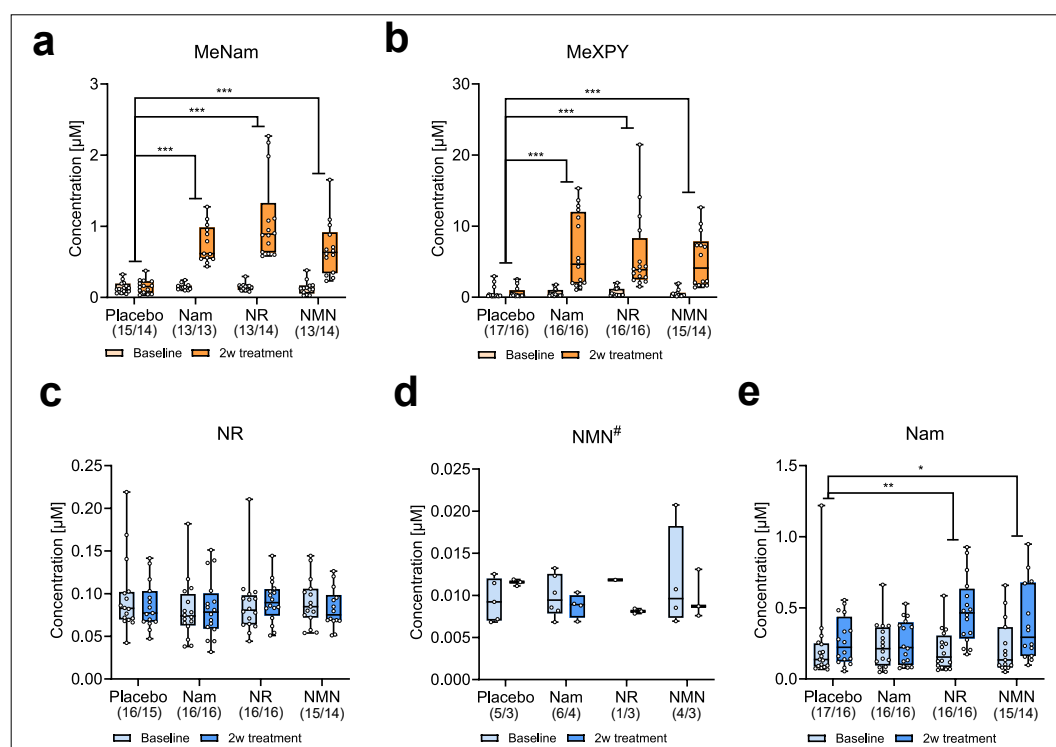 a
MeNam
Concentration [µM]
3
2
1
0
***
***
***
Placebo Nam NR NMN
(15/14) (13/13) (13/14) (13/14)
Baseline 2w treatment
b
MeXPY
Concentration [µM]
30
20
10
0
***
***
***
Placebo Nam NR NMN
(17/16) (16/16) (16/16) (15/14)
Baseline 2w treatment
c
NR
Concentration [µM]
0.25
0.20
0.15
0.10
0.05
0.00
Placebo Nam NR NMN
(16/15) (16/16) (16/16) (15/14)
Baseline 2w treatment
d
NMN#
Concentration [µM]
0.025
0.020
0.015
0.010
0.005
0.000
Placebo Nam NR NMN
(5/3) (6/4) (1/3) (4/3)
Baseline 2w treatment
e
Nam
Concentration [µM]
1.5
1.0
0.5
0.0
*
**
Placebo Nam NR NMN
(17/16) (16/16) (16/16) (15/14)
Baseline 2w treatment